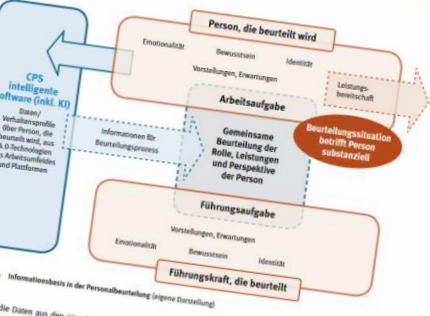 Person, die beurteilt wird
Emotionalität
Bewusstsein
Identität
Vorstellungen, Erwartungen
CPS
intelligente
Software (inkl. KI)
Daten/
Verhaltensprofile
über Person, die
beurteilt wird, aus
4.0-Technologien
Arbeitsumfeldes
und Plattformen
Informationen für
Beurteilungsprozess
Arbeitsaufgabe
Gemeinsame
Beurteilung der
Rolle, Leistungen
und Perspektive
der Person
Führungsaufgabe
Leistungs-
bereitschaft
Beurteilungssituation
betrifft Person
substanziell
Vorstellungen, Erwartungen
Emotionalität
Bewusstsein
Identität
Führungskraft, die beurteilt
Informationsbasis in der Personalbeurteilung (eigene Darstellung)
die Daten aus den